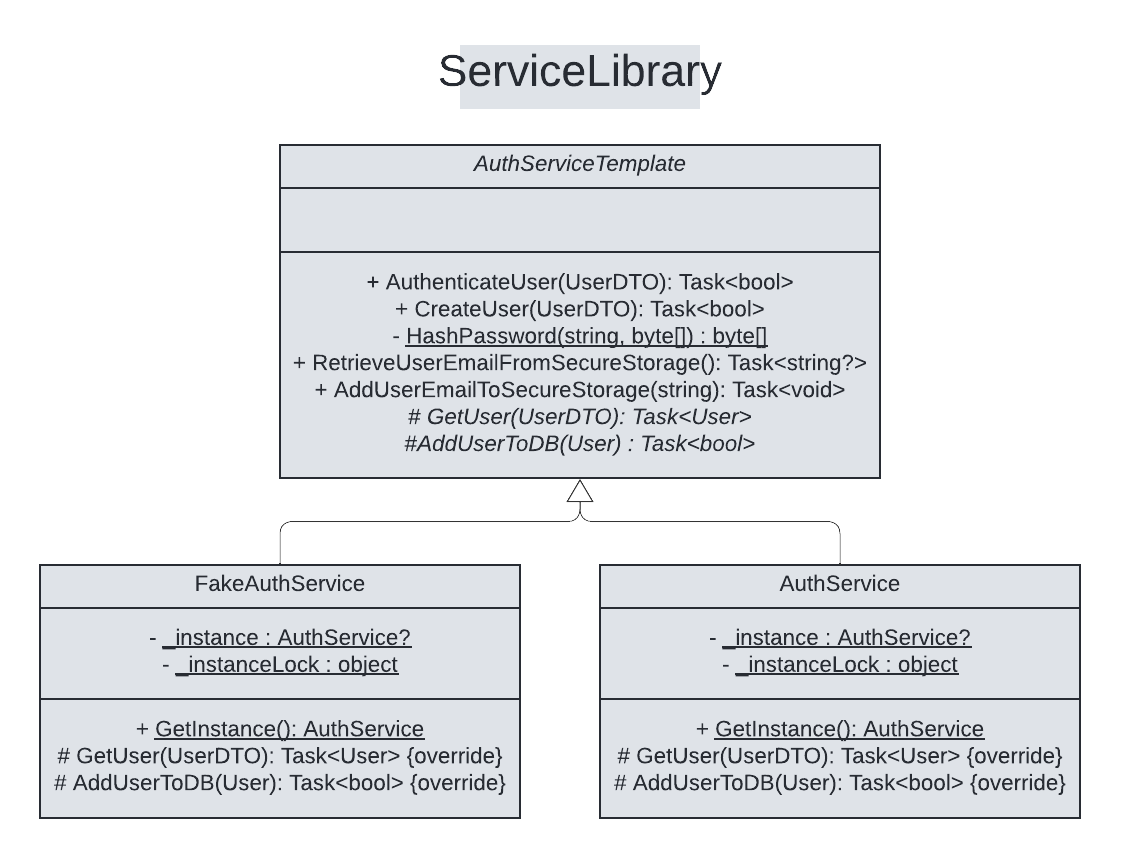 ServiceLibrary
AuthServiceTemplate
+ AuthenticateUser(UserDTO): Task<bool>
+ CreateUser(UserDTO): Task<bool>
- HashPassword(string, byte[]) : byte[]
+ RetrieveUserEmailFromSecureStorage(): Task<string?>
+ AddUserEmailToSecureStorage(string): Task<void>
# GetUser(UserDTO): Task<User>
#AddUserToDB(User) : Task<bool>
FakeAuthService
- _instance : AuthService?
- _instanceLock : object
+ GetInstance(): AuthService
# GetUser(UserDTO): Task<User> {override}
# AddUserToDB(User): Task<bool> {override}
AuthService
- _instance : AuthService?
- _instanceLock : object
+ GetInstance(): AuthService
# GetUser(UserDTO): Task<User> {override}
# AddUserToDB(User): Task<bool> {override}